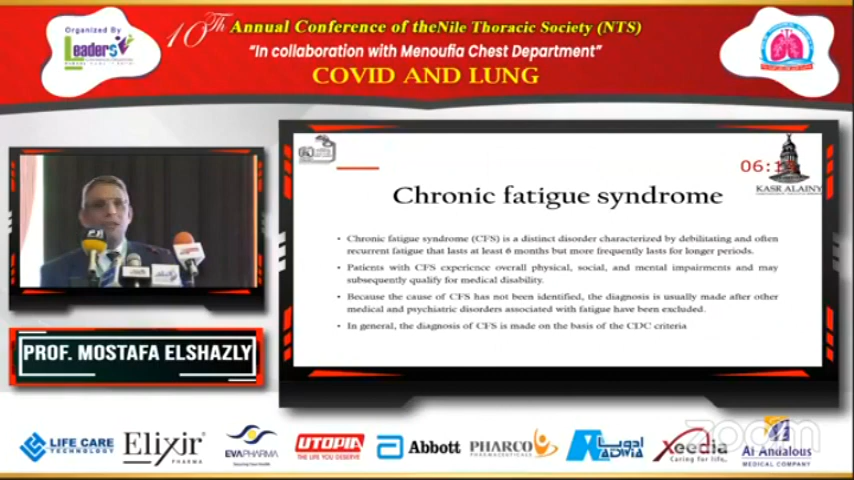 Organized By
Leaders
10Th Annual Conference of theNile Thoracic Society (NTS)
“In collaboration with Menoufia Chest Department”
COVID AND LUNG
06:1
KASR ALAINY
Chronic fatigue syndrome
• Chronic fatigue syndrome (CFS) is a distinct disorder characterized by debilitating and often
recurrent fatigue that lasts at least 6 months but more frequently lasts for longer periods.
• Patients with CFS experience overall physical, social, and mental impairments and may
subsequently qualify for medical disability.
• Because the cause of CFS has not been identified, the diagnosis is usually made after other
medical and psychiatric disorders associated with fatigue have been excluded.
• In general, the diagnosis of CFS is made on the basis of the CDC criteria
PROF. MOSTAFA ELSHAZLY
LIFE CARE
TECHNOLOGY
Elixir
PHARMA
EVAPHARMA
UTOPIA
THE LIFE YOU DESERVE
Abbott
PHARCO
PHARMACEUTICALS
ادويا
ADWIA
Xeedia
Caring for life
Al Andalous
MEDICAL COMPANY
zoom